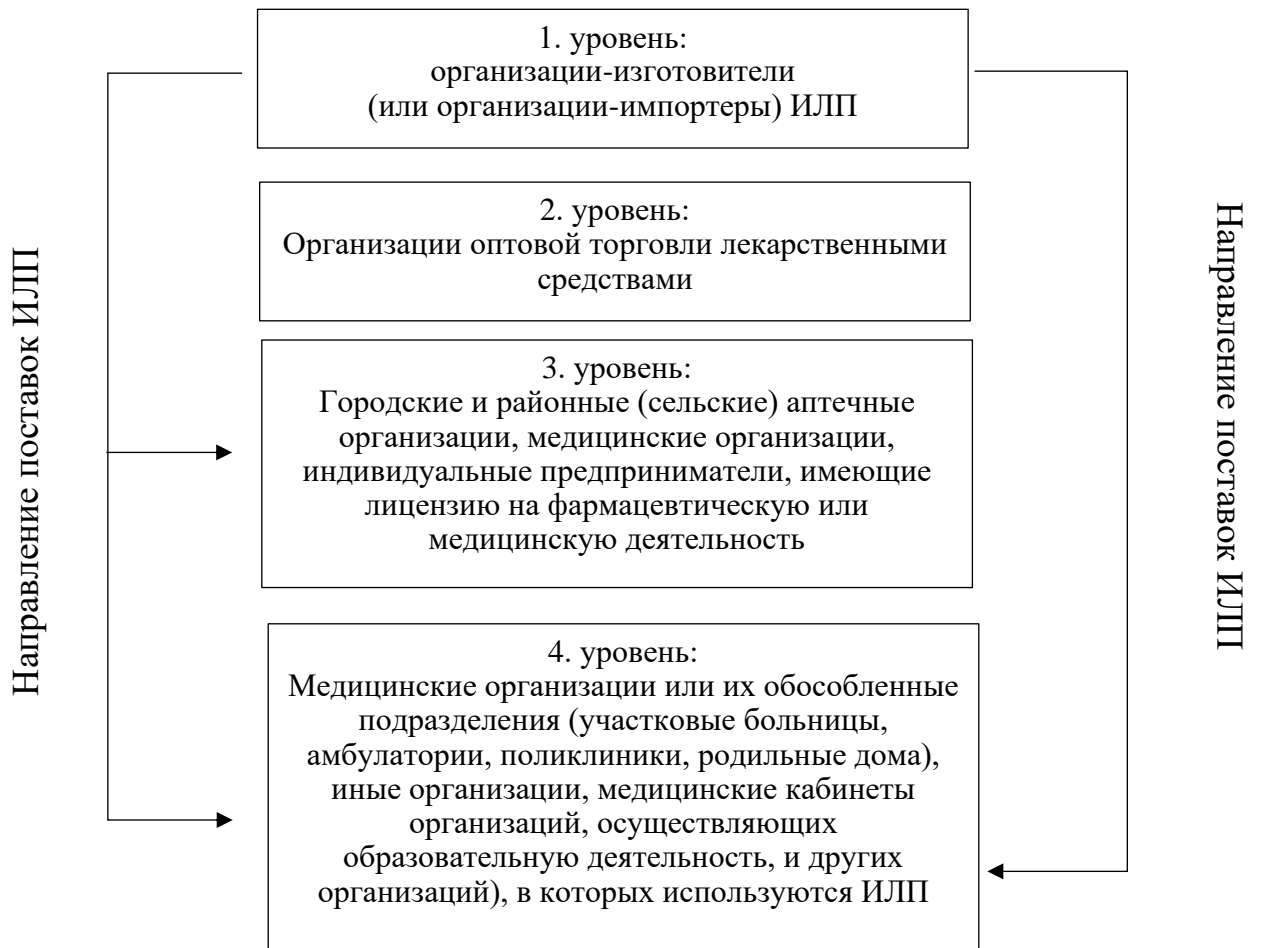 1. уровень:
организации-изготовители
(или организации-импортеры) ИЛП
2. уровень:
Организации оптовой торговли лекарственными
средствами
3. уровень:
Городские и районные (сельские) аптечные
организации, медицинские организации,
индивидуальные предприниматели, имеющие
лицензию на фармацевтическую или
медицинскую деятельность
4. уровень:
Медицинские организации или их обособленные
подразделения (участковые больницы,
амбулатории, поликлиники, родильные дома),
иные организации, медицинские кабинеты
организаций, осуществляющих
образовательную деятельность, и других
организаций), в которых используются ИЛП
Направление поставок ИЛП
Направление поставок ИЛП